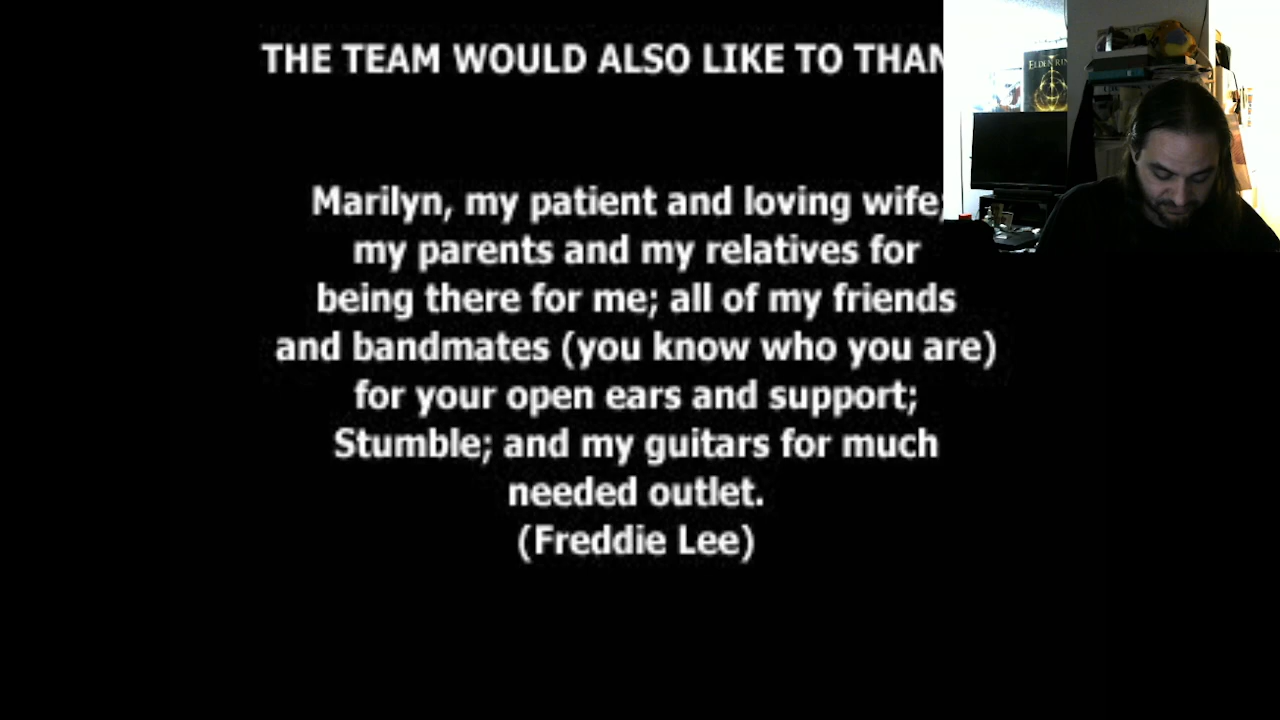 THE TEAM WOULD ALSO LIKE TO THAN
Marilyn, my patient and loving wife;
my parents and my relatives for
being there for me; all of my friends
and bandmates (you know who you are)
for your open ears and support;
Stumble; and my guitars for much
needed outlet.
(Freddie Lee)
ELDEN RIN